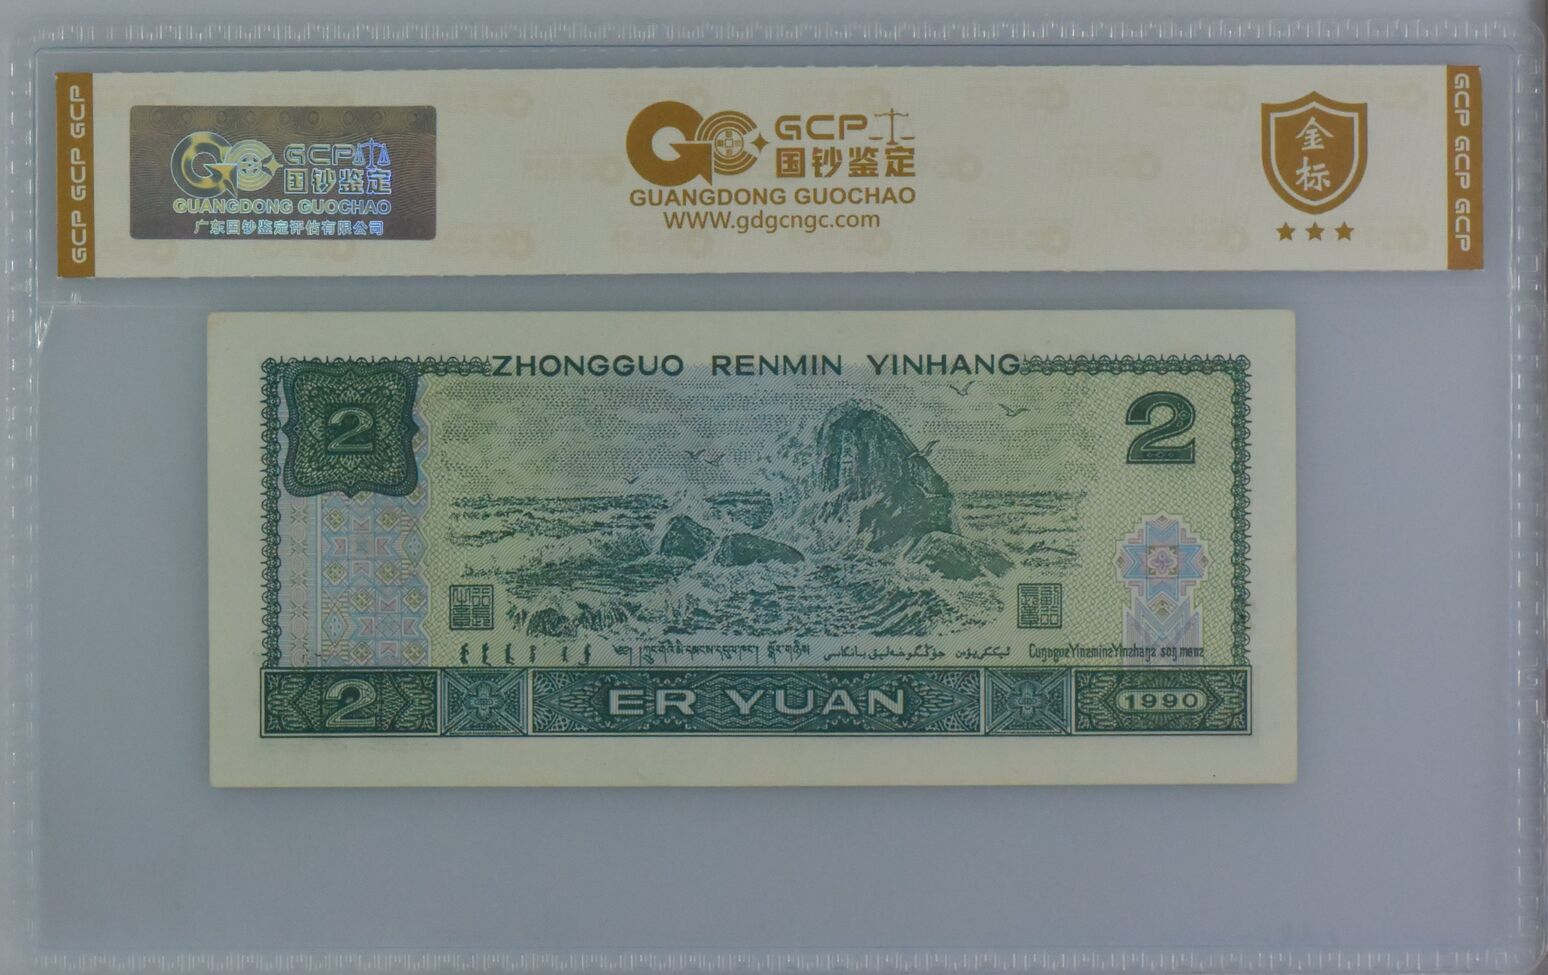 GCP GCP GCP
GCP
国钞鉴定
GUANGDONG GUOCHAO
广东国钞鉴定评估有限公司
GCP
国钞鉴定
GUANGDONG GUOCHAO
WWW.gdgcngc.com
金标
GCP GCP GCP
ZHONGGUO RENMIN YINHANG
2
2
2
ER YUAN
1990